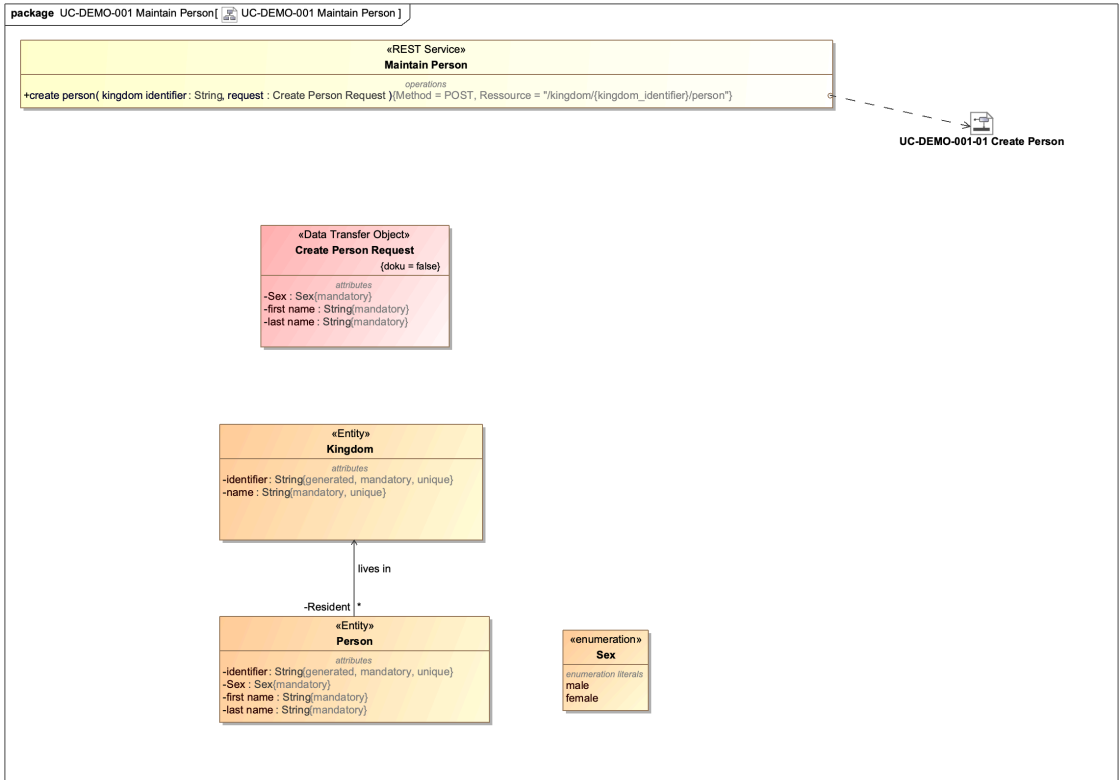 package UC-DEMO-001 Maintain Person[ UC-DEMO-001 Maintain Person ]
«REST Service»
Maintain Person
operations
+create person( kingdom identifier : String, request : Create Person Request ){Method = POST, Ressource = "/kingdom/{kingdom_identifier}/person"}
UC-DEMO-001-01 Create Person
«Data Transfer Object»
Create Person Request
{doku = false}
attributes
-Sex : Sex{mandatory}
-first name : String{mandatory}
-last name : String{mandatory}
«Entity»
Kingdom
attributes
-identifier : String{generated, mandatory, unique}
-name : String{mandatory, unique}
lives in
-Resident *
«Entity»
Person
attributes
-identifier : String{generated, mandatory, unique}
-Sex : Sex{mandatory}
-first name : String{mandatory}
-last name : String{mandatory}
«enumeration»
Sex
enumeration literals
male
female